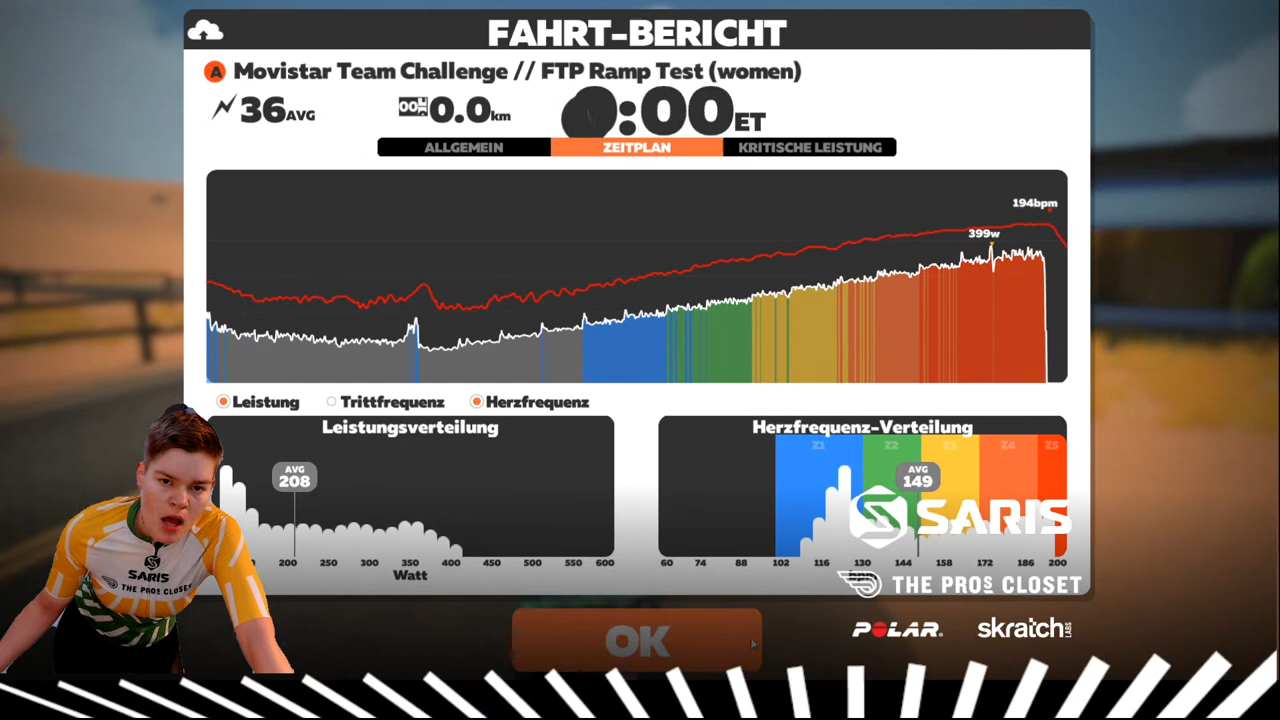 FAHRT-BERICHT
A Movistar Team Challenge // FTP Ramp Test (women)
36AVG 0.0km :00ET
ALLGEMEIN ZEITPLAN KRITISCHE LEISTUNG
194bpm
399w
Leistung Trittfrequenz Herzfrequenz
Leistungsverteilung
AVG
208
200 250 300 350 400 450 500 550 600
Watt
Herzfrequenz-Verteilung
Z1 Z2 Z3 Z4 Z5
AVG
149
60 74 88 102 116 130 144 158 172 186 200
SARIS
THE PROS CLOSET
POLAR. skratch LABS
SARIS
THE PROS CLOSET
OK